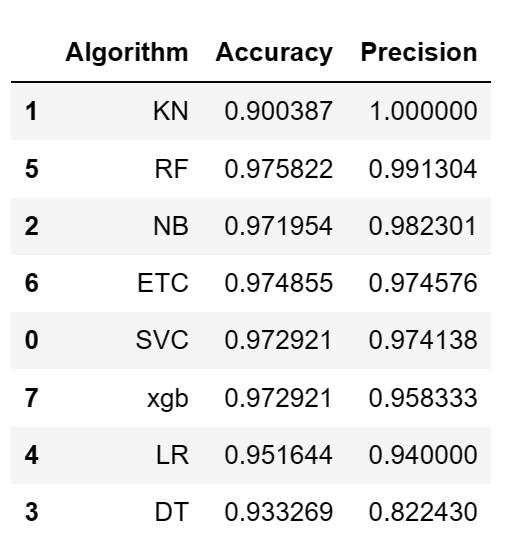 Algorithm Accuracy Precision
1 KN 0.900387 1.000000
5 RF 0.975822 0.991304
2 NB 0.971954 0.982301
6 ETC 0.974855 0.974576
0 SVC 0.972921 0.974138
7 xgb 0.972921 0.958333
4 LR 0.951644 0.940000
3 DT 0.933269 0.822430